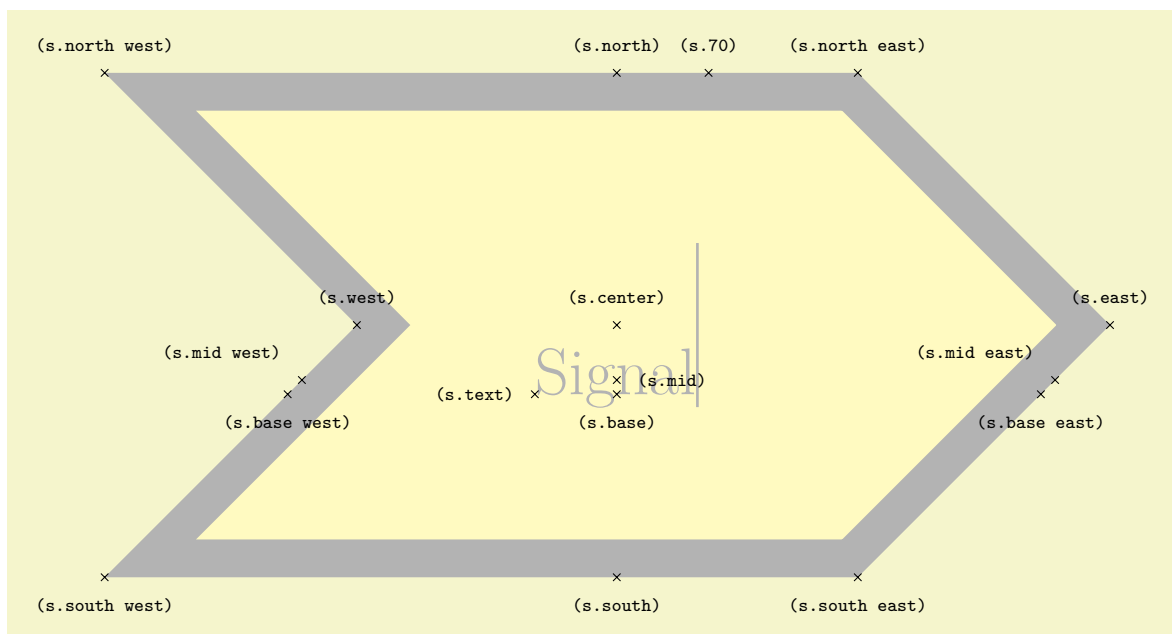 (s.north west) (s.north) (s.70) (s.north east)
(s.west) (s.center) (s.east)
(s.mid west) (s.mid east)
Signal
(s.mid)
(s.text)
(s.base west) (s.base) (s.base east)
(s.south west) (s.south) (s.south east)